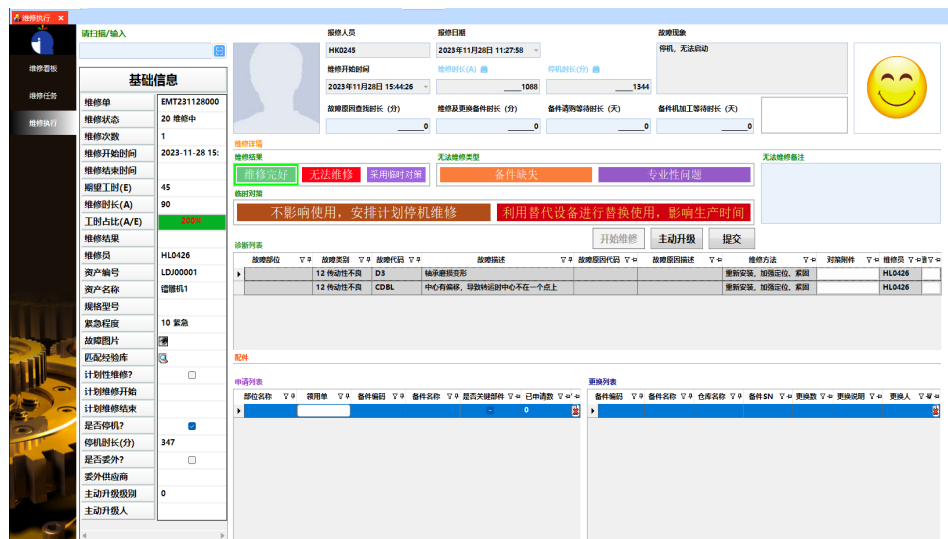 维修执行 ×
维修看板
维修任务
维修执行
请扫描/输入
基础信息
维修单 EMT231128000
维修状态 20 维修中
维修次数 1
维修开始时间 2023-11-28 15:
维修结束时间
期望工时(E) 45
维修时长(A) 90
工时占比(A/E) 200%
维修结果
维修员 HL0426
资产编号 LDJ00001
资产名称 镭雕机1
规格型号
紧急程度 10 紧急
故障图片
匹配经验库
计划性维修?
计划维修开始
计划维修结束
是否停机?
停机时长(分) 347
是否委外?
委外供应商
主动升级级别 0
主动升级人
报修人员 报修日期 故障现象
HK0245 2023年11月28日 11:27:58 停机, 无法启动
维修开始时间 维修时长(A) 停机时长(分)
2023年11月28日 15:44:26 1088 1344
故障原因查找时长 (分) 维修及更换备件时长 (分) 备件请购等待时长 (天) 备件机加工等待时长 (天)
0 0 0 0
维修详情
维修结果 无法维修类型 无法维修备注
维修完好 无法维修 采用临时对策 备件缺失 专业性问题
临时对策
不影响使用，安排计划停机维修 利用替代设备进行替换使用，影响生产时间
开始维修 主动升级 提交
诊断列表
故障部位 故障类别 故障代码 故障描述 故障原因代码 故障原因描述 维修方法 对策附件 维修员
12 传动性不良 D3 轴承磨损变形 重新安装、加强定位、紧固 HL0426
12 传动性不良 CDBL 中心有偏移，导致转运时中心不在一个点上 重新安装、加强定位、紧固 HL0426
配件
申请列表 更换列表
部位名称 领用单 备件编码 备件名称 是否关键部件 已申请数 备件编码 备件名称 仓库名称 备件SN 更换数 更换说明 更换人
0